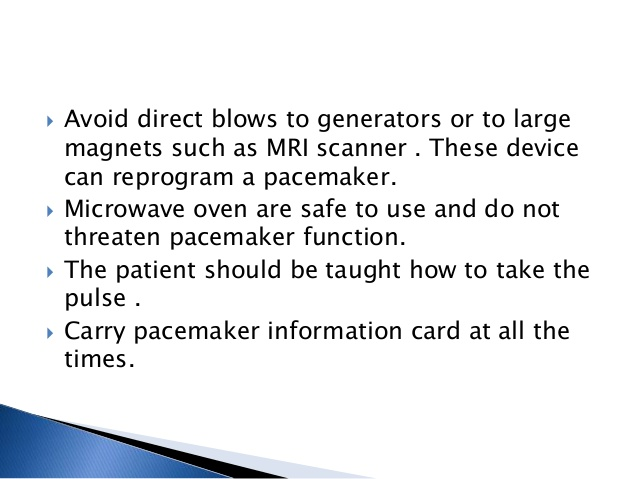 Avoid direct blows to generators or to large
magnets such as MRI scanner . These device
can reprogram a pacemaker.
Microwave oven are safe to use and do not
threaten pacemaker function.
The patient should be taught how to take the
pulse .
Carry pacemaker information card at all the
times.